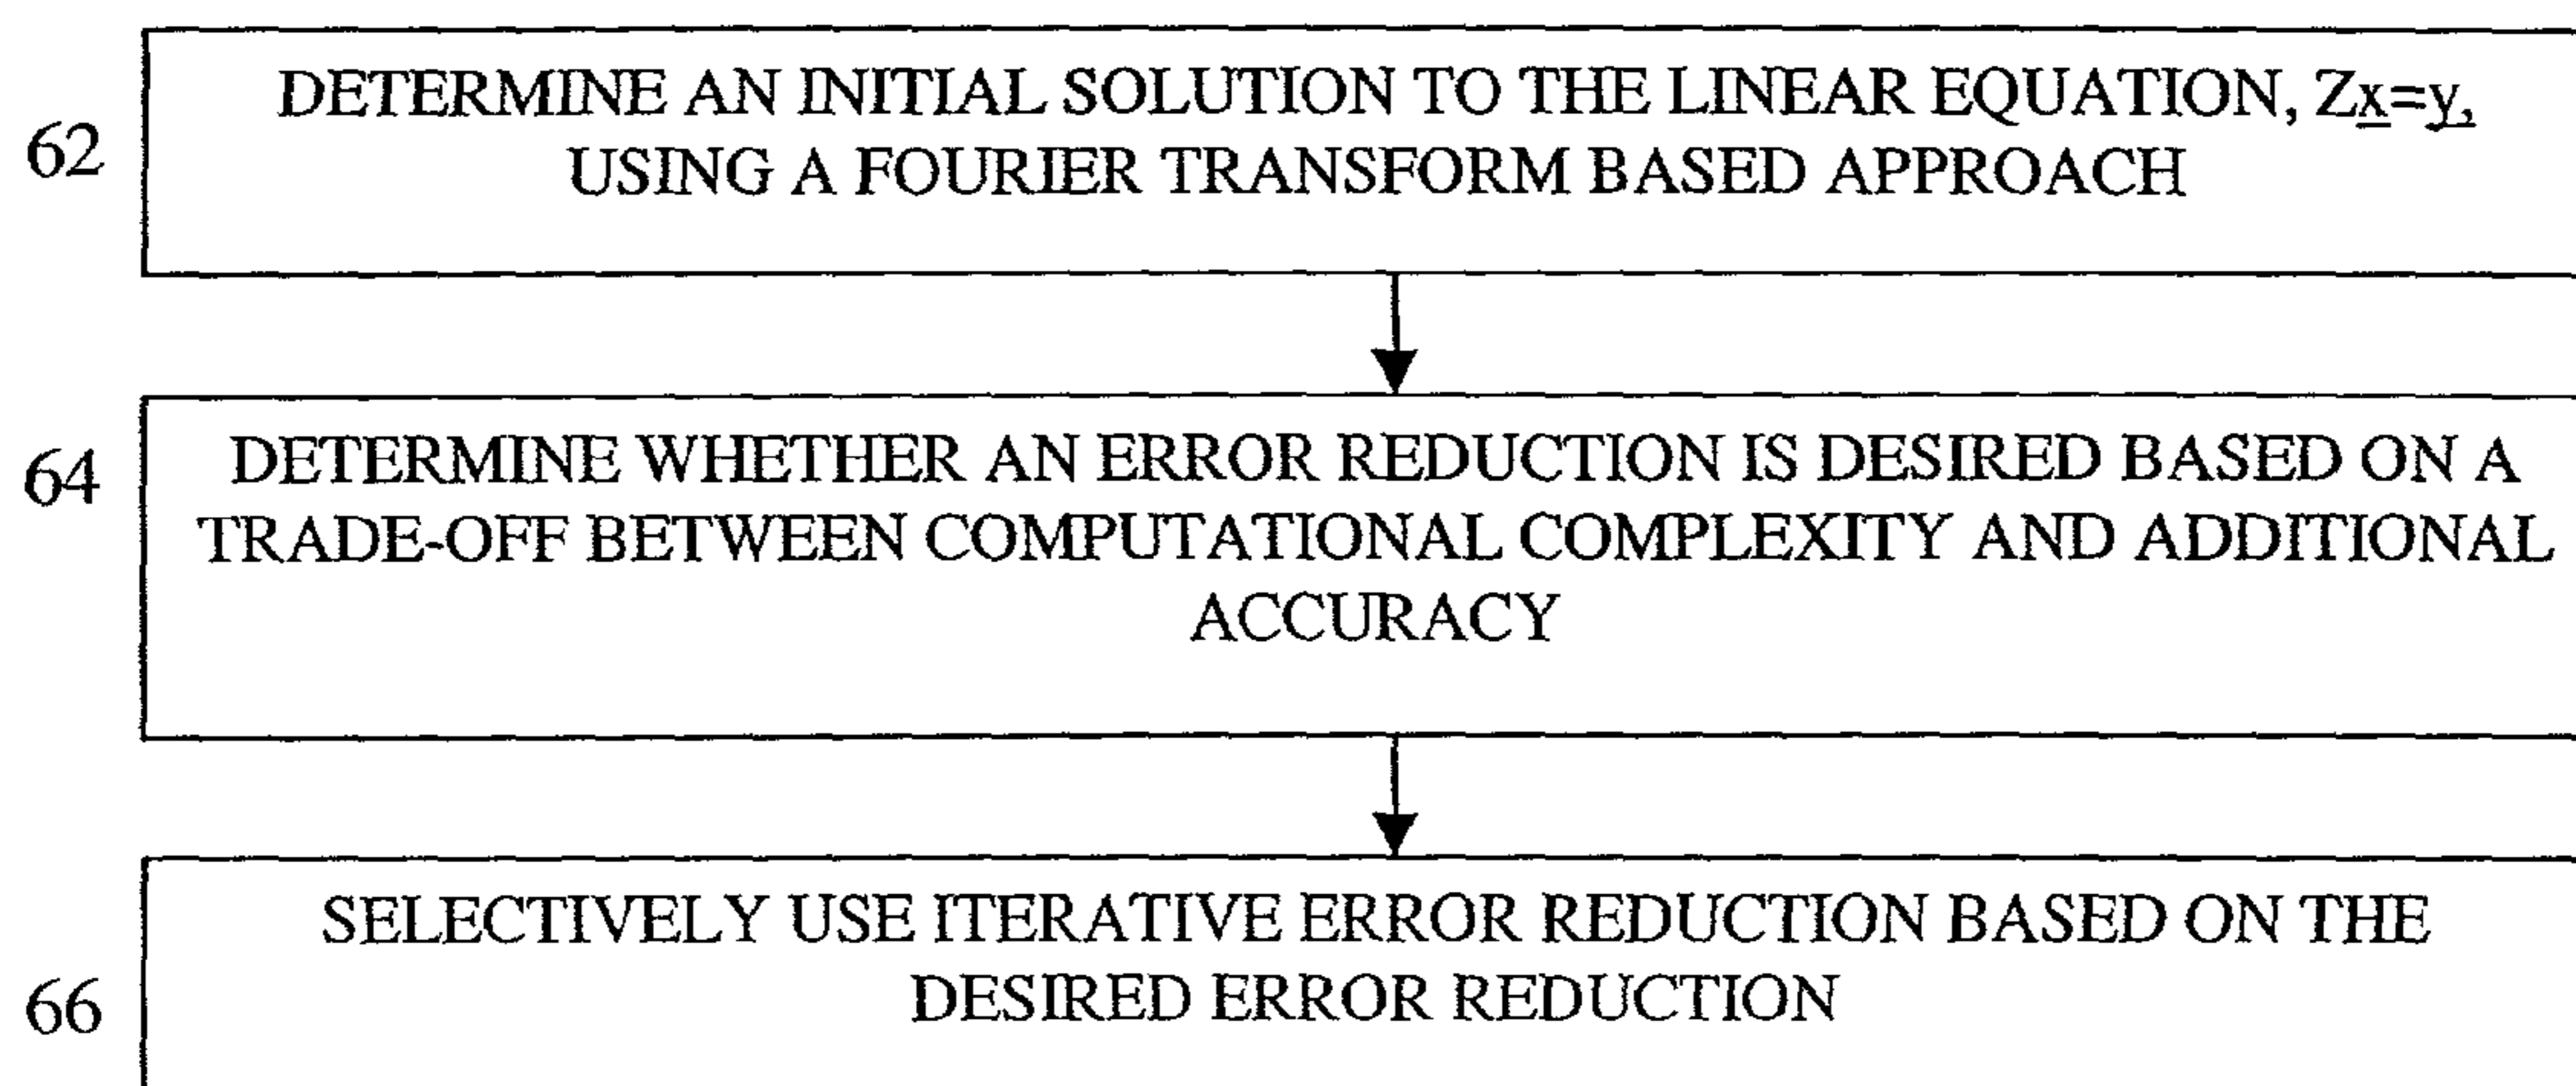 62
DETERMINE AN INITIAL SOLUTION TO THE LINEAR EQUATION, Zx=y,
USING A FOURIER TRANSFORM BASED APPROACH
64
DETERMINE WHETHER AN ERROR REDUCTION IS DESIRED BASED ON A
TRADE-OFF BETWEEN COMPUTATIONAL COMPLEXITY AND ADDITIONAL
ACCURACY
66
SELECTIVELY USE ITERATIVE ERROR REDUCTION BASED ON THE
DESIRED ERROR REDUCTION